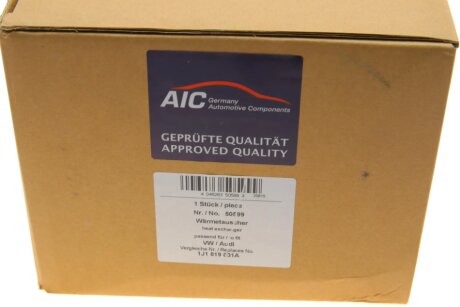 AIC Germany
Automotive Components
GEPRÜFTE QUALITÄT
APPROVED QUALITY
1 Stück / piece
Nr. / No.
Wärmetauscher
heat exchanger
passend für / to fit
VW / Audi
Vergleichs-Nr. / Replaces No.
1J1 819 031A